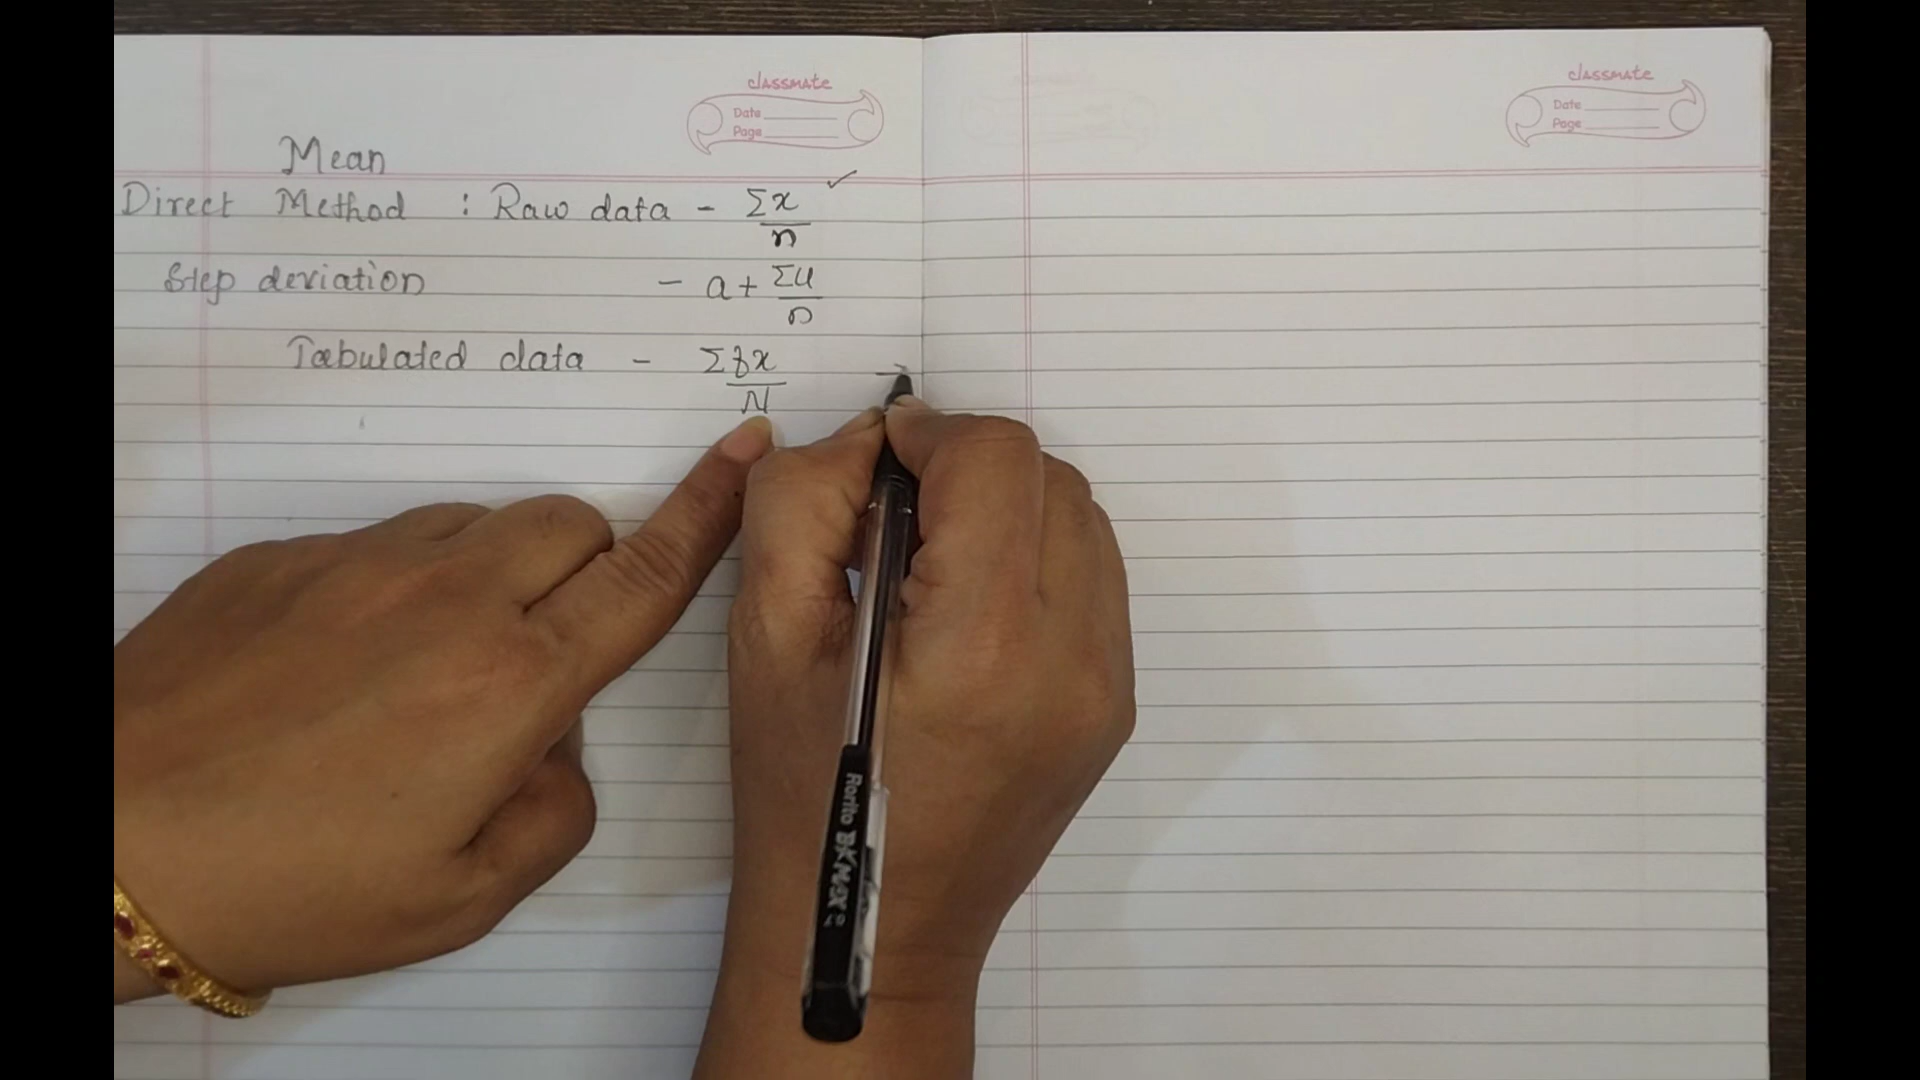 classmate
Date
Page
Mean
Direct Method : Raw data - Σx/n ✓
Step deviation - a + Σu/n
Tabulated data - Σfx/N →
classmate
Date
Page
Rorito